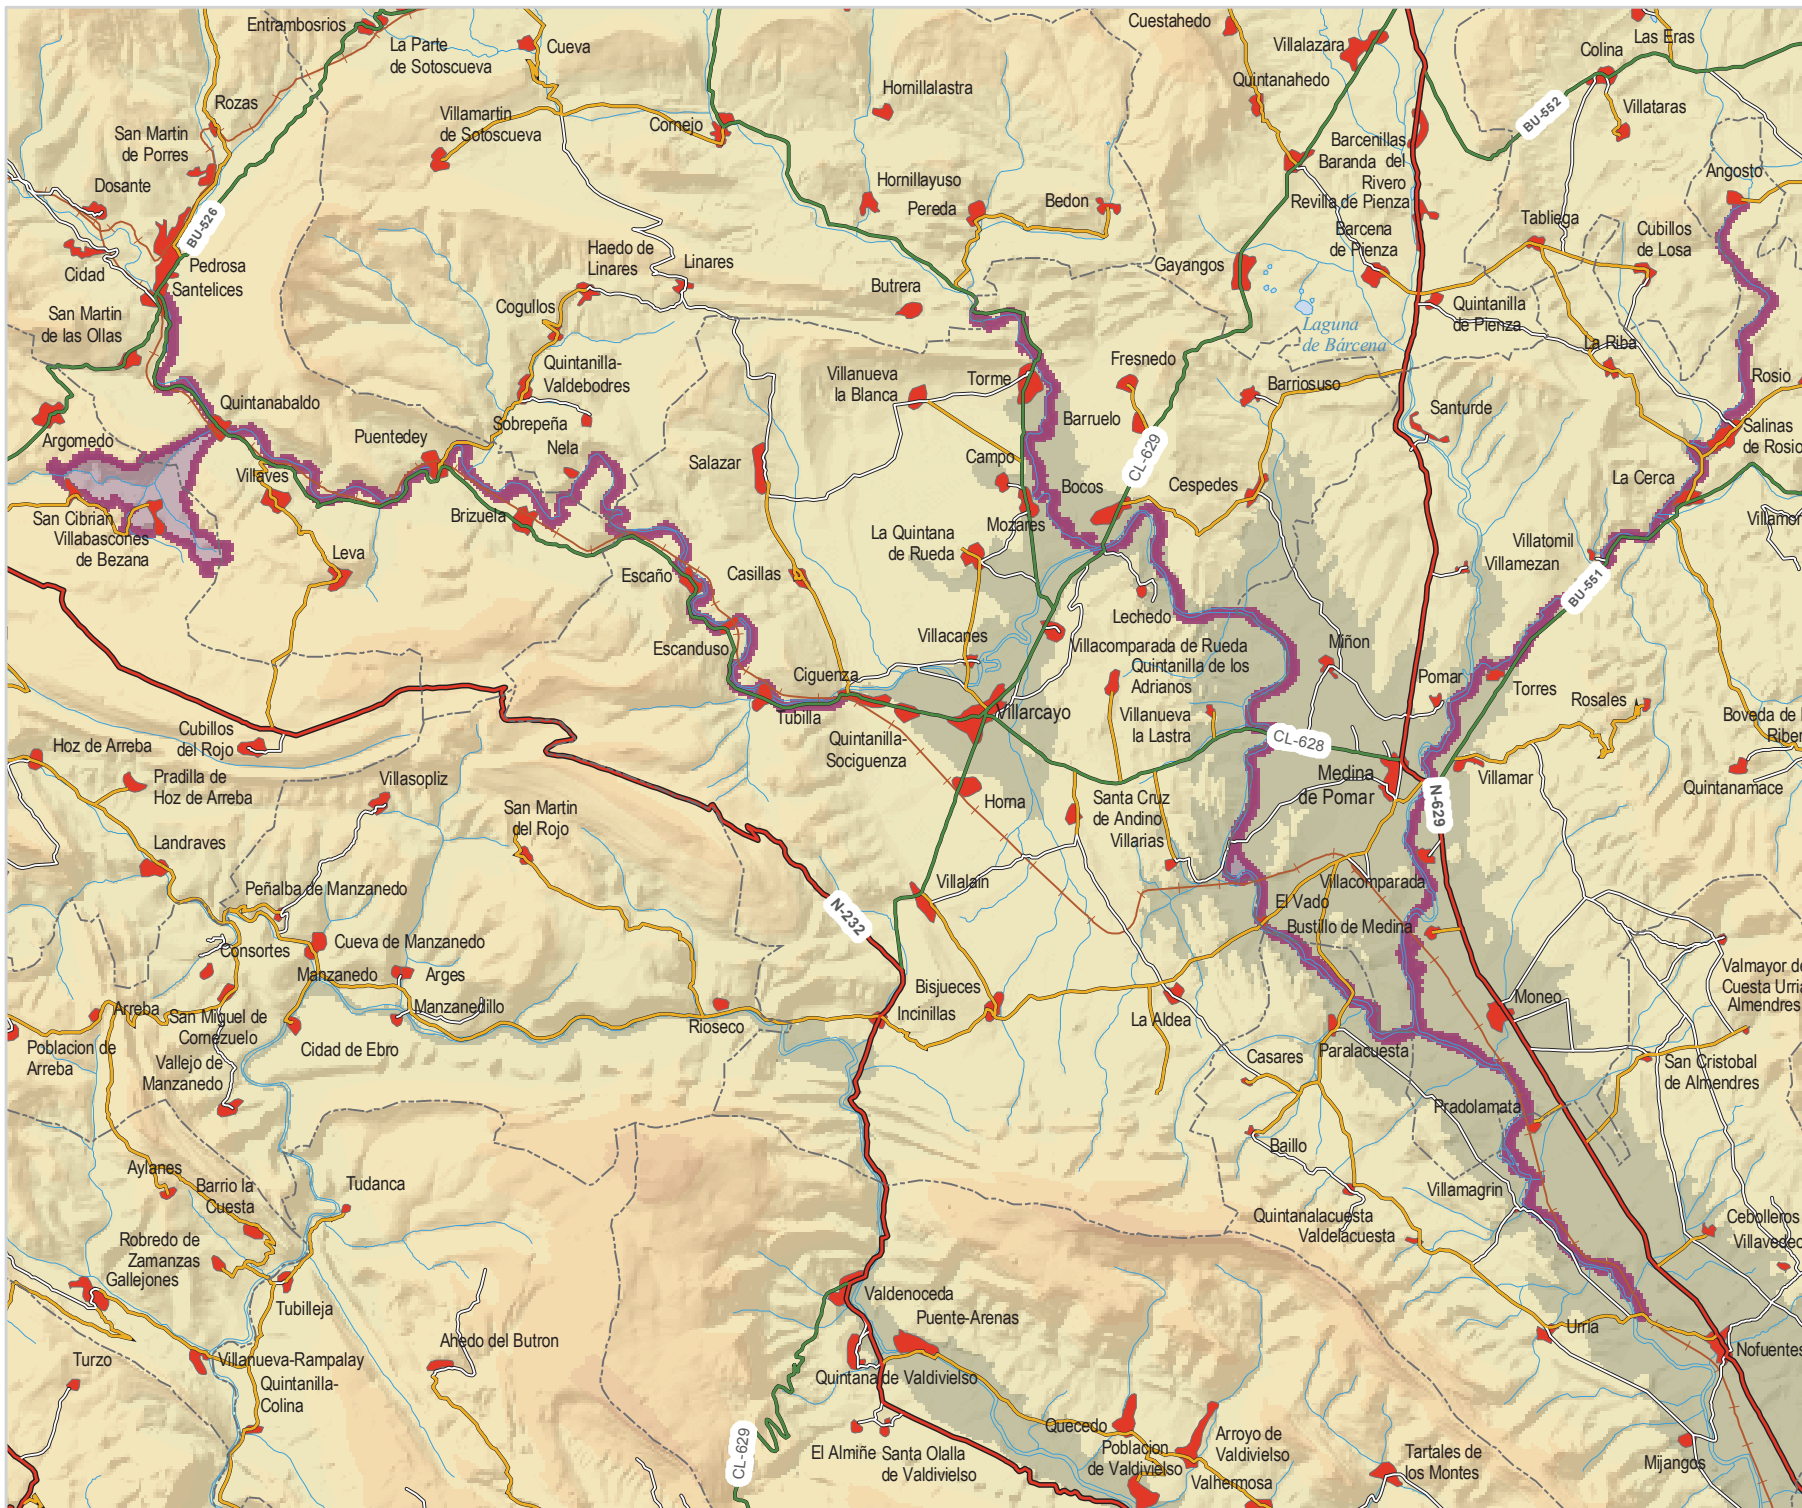 Entrambosrios
La Parte
de Sotoscueva
Cueva
Cuestahedo
Villalazara
Las Eras
Colina
Hornillalastra
Quintanahedo
Rozas
Villamartin
de Sotoscueva
Cornejo
BU-552
Villataras
San Martin
de Porres
Barcenillas
Baranda del
Rivero
Revilla de Pienza
Dosante
Hornillayuso
Pereda
Bedon
Angosto
BU-526
Tabliega
Cubillos
de Losa
Barcena
de Pienza
Haedo de
Linares
Linares
Cidad
Pedrosa
Santelices
Gayangos
Butrera
Cogullos
San Martin
de las Ollas
Laguna
de Bárcena
Quintanilla
de Pienza
La Riba
Quintanilla-
Valdebodres
Villanueva
la Blanca
Torme
Fresnedo
Barriosuso
Rosio
Quintanabaldo
Sobrepeña
Barruelo
Santurde
Salinas
de Rosio
Argomedo
Puentedey
Nela
Salazar
Campo
CL-629
Villaves
Bocos
Cespedes
La Cerca
San Cibrian
Villabascones
de Bezana
Brizuela
Mozares
Villamor
La Quintana
de Rueda
Villatomil
Villamezan
Leva
Escaño
Casillas
BU-551
Lechedo
Villacanes
Villacomparada de Rueda
Miñon
Escanduso
Quintanilla de los
Adrianos
Ciguenza
Pomar
Torres
Rosales
Tubilla
Villarcayo
Villanueva
la Lastra
Cubillos
del Rojo
Quintanilla-
Sociguenza
CL-628
Hoz de Arreba
Pradilla de
Hoz de Arreba
Villasopliz
Medina
de Pomar
Villamar
Quintanamace
San Martin
del Rojo
Horna
Santa Cruz
de Andino
N-629
Landraves
Villarias
Peñalba de Manzanedo
Villalain
Villacomparada
El Vado
N-232
Bustillo de Medina
Consortes
Cueva de Manzanedo
Manzanedo
Arges
Valmayor de
Cuesta Urria
Almendres
Bisjueces
Moneo
Arreba
San Miguel de
Cornezuelo
Manzanedillo
Incinillas
La Aldea
Rioseco
Poblacion de
Arreba
Cidad de Ebro
Vallejo de
Manzanedo
Casares
Paralacuesta
San Cristobal
de Almendres
Pradolamata
Baillo
Aylanes
Barrio la
Cuesta
Tudanca
Villamagrin
Quintanalacuesta
Valdelacuesta
Cebolleros
Villavedeo
Robredo de
Zamanzas
Gallejones
Tubilleja
Valdenoceda
Puente-Arenas
Ahedo del Butron
Urria
Nofuentes
Turzo
Villanueva-Rampalay
Quintanilla-
Colina
Quintana de Valdivielso
CL-629
El Almiñe
Santa Olalla
de Valdivielso
Quecedo
Poblacion
de Valdivielso
Arroyo de
Valdivielso
Valhermosa
Tartales de
los Montes
Mijangos